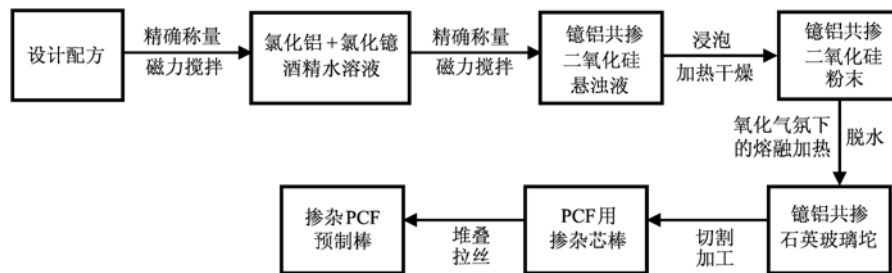 设计配方
精确称量
磁力搅拌
氯化铝+氯化镱
酒精水溶液
精确称量
磁力搅拌
镱铝共掺
二氧化硅
悬浊液
浸泡
加热干燥
镱铝共掺
二氧化硅
粉末
氧化气氛下
的熔融加热
脱水
镱铝共掺
石英玻璃坨
切割
加工
PCF用
掺杂芯棒
堆叠
拉丝
掺杂PCF
预制棒